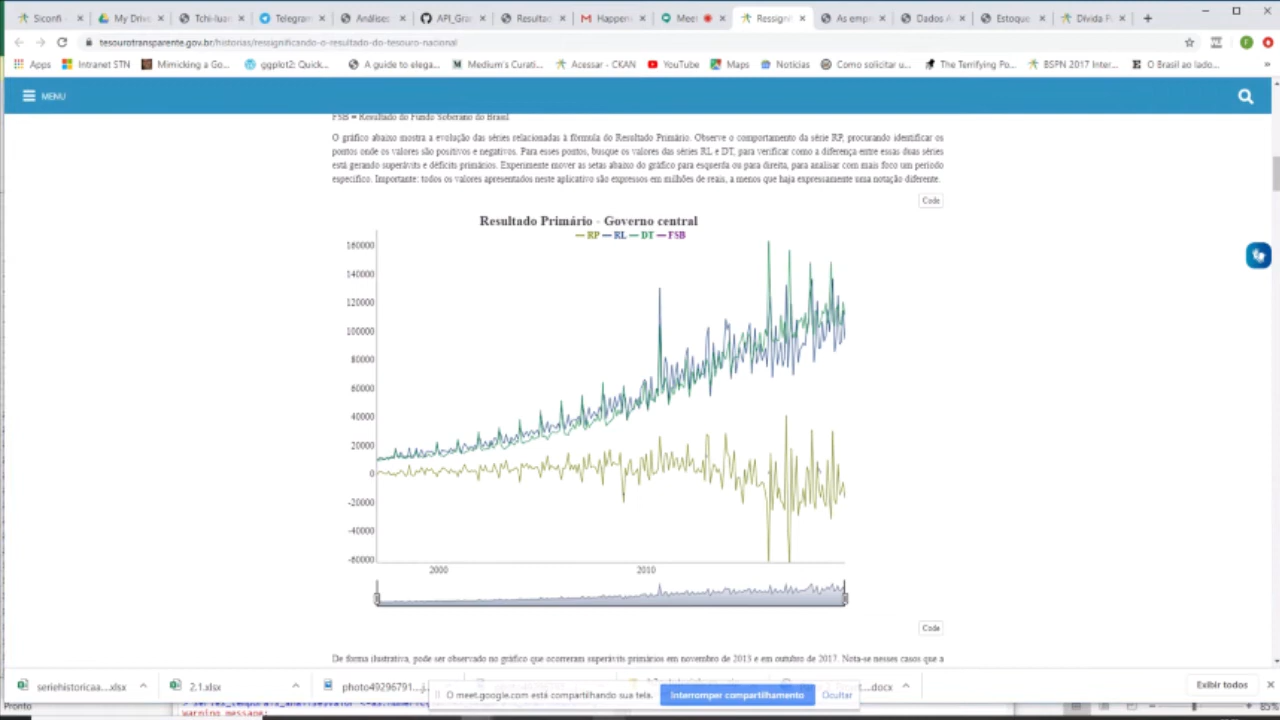 Siconfi -
My Drive
Tchi-luan
Telegram
Análises
API_Gra
Resultad
Happen
Meet
Ressigni
As emp
Dados A
Estoque
Dívida P
tesourotransparente.gov.br/historias/ressignificando-o-resultado-do-tesouro-nacional
Apps
Intranet STN
Mimicking a Go...
ggplot2: Quick...
A guide to elega...
Medium's Curati...
Acessar - CKAN
YouTube
Maps
Notícias
Como solicitar u...
The Terrifying Po...
BSPN 2017 Inter...
O Brasil ao lado...
»
MENU
FSB = Resultado do Fundo Soberano do Brasil
O gráfico abaixo mostra a evolução das séries relacionadas à fórmula do Resultado Primário. Observe o comportamento da série RP, procurando identificar os
pontos onde os valores são positivos e negativos. Para esses pontos, busque os valores das séries RL e DT, para verificar como a diferença entre essas duas séries
está gerando superávits e déficits primários. Experimente mover as setas abaixo do gráfico para esquerda ou para direita, para analisar com mais foco um período
específico. Importante: todos os valores apresentados neste aplicativo são expressos em milhões de reais, a menos que haja expressamente uma notação diferente.
Code
Resultado Primário - Governo central
RP RL DT FSB
160000
140000
120000
100000
80000
60000
40000
20000
0
-20000
-40000
-60000
2000
2010
Code
De forma ilustrativa, pode ser observado no gráfico que ocorreram superávits primários em novembro de 2013 e em outubro de 2017. Nota-se nesses casos que a
seriehistoricaa....xlsx
2.1.xlsx
photo49296791...j
O meet.google.com está compartilhando sua tela.
Interromper compartilhamento
Ocultar
.docx
Exibir todos
Pronto
warning message:
85%